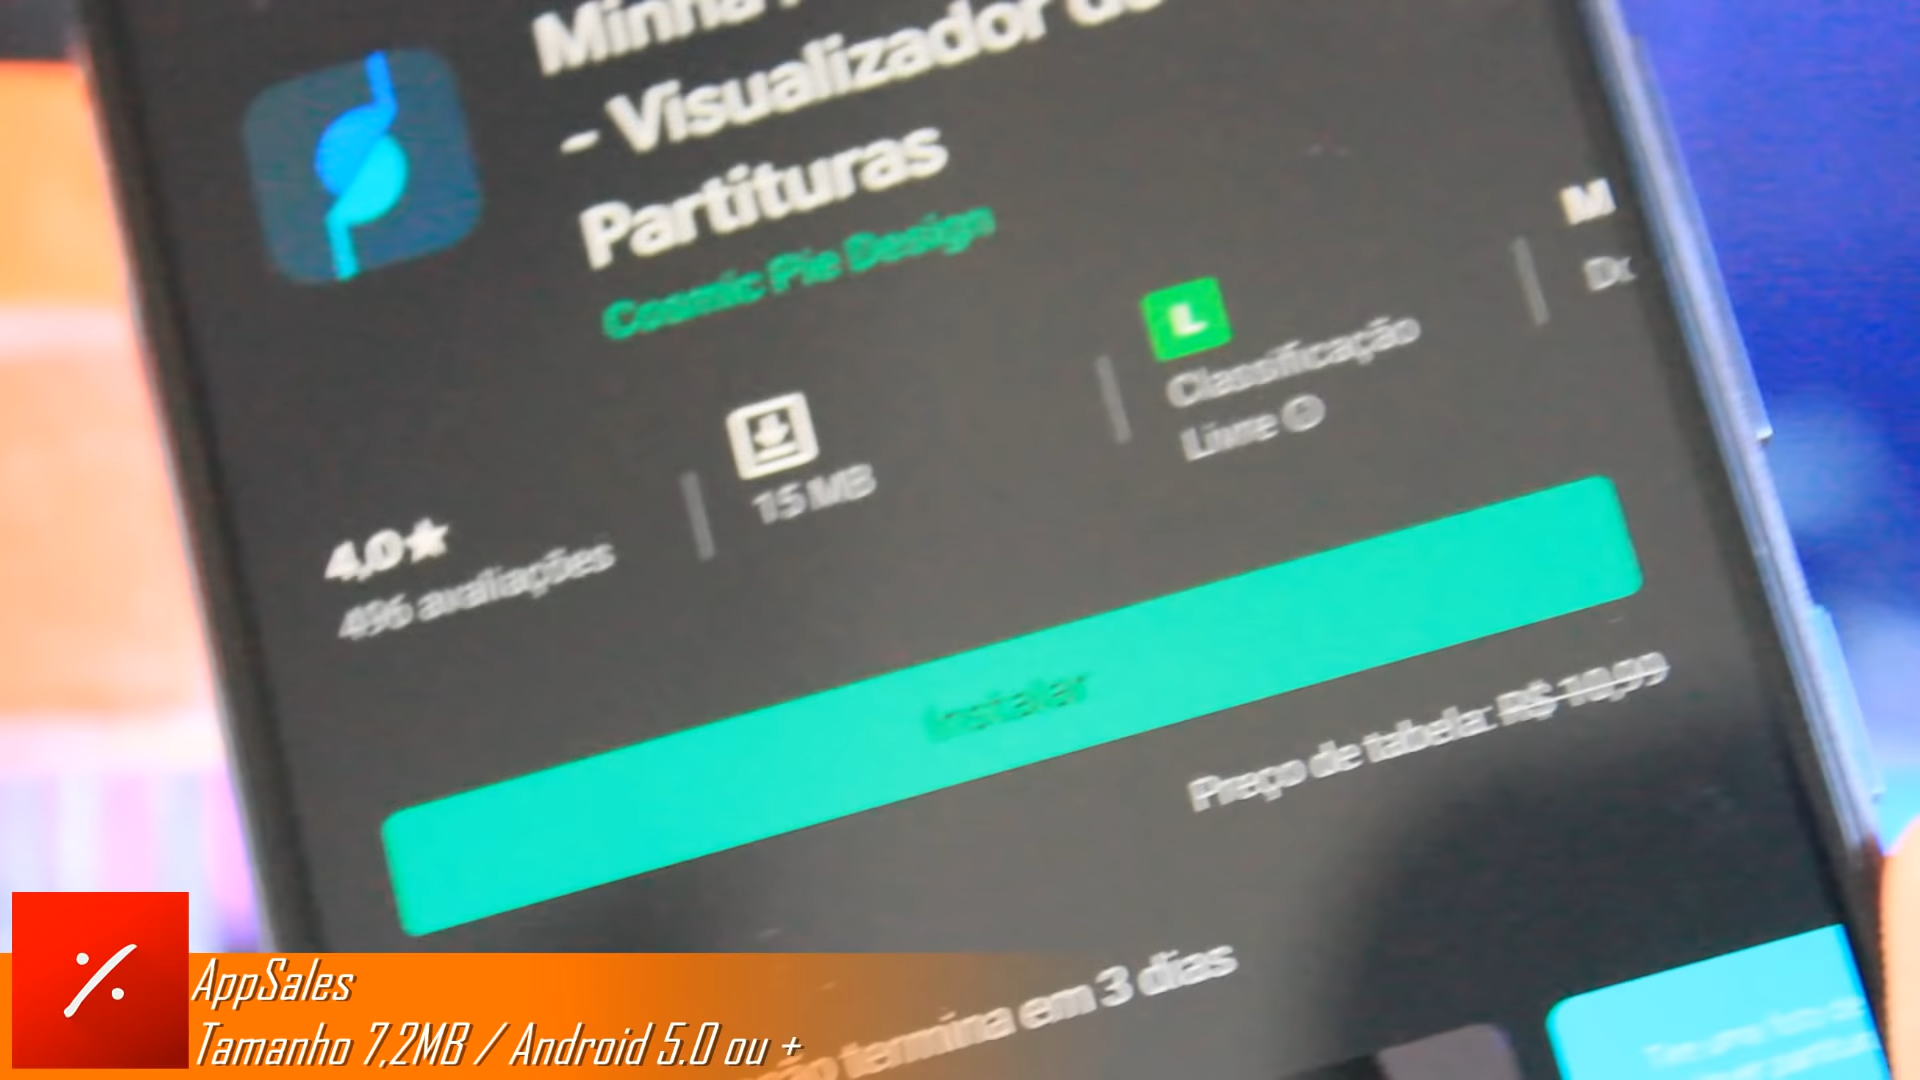 Minha
- Visualizador de
Partituras
Cosmic Pie Design
4,0★
496 avaliações
15 MB
L
Classificação
Livre
M
Instalar
Preço de tabela: R$ 10,99
termina em 3 dias
AppSales
Tamanho 7,2MB / Android 5.0 ou +